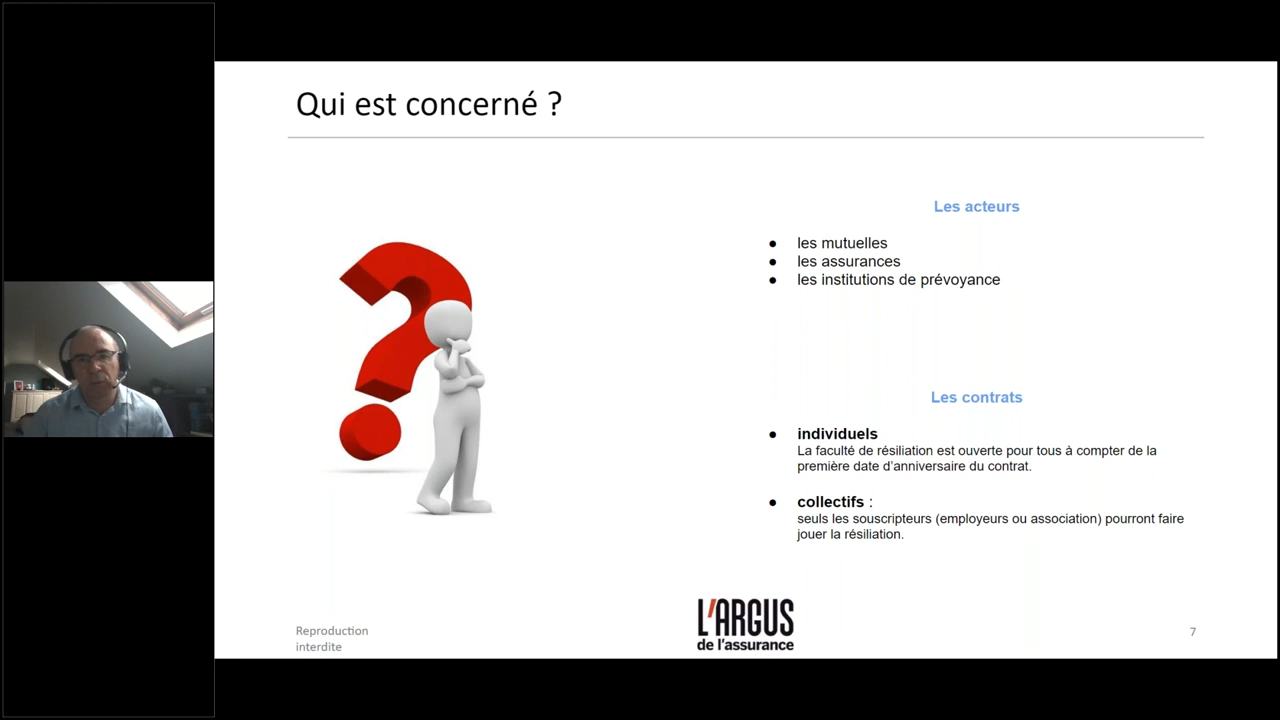 Qui est concerné ?
Les acteurs
● les mutuelles
● les assurances
● les institutions de prévoyance
Les contrats
● individuels
La faculté de résiliation est ouverte pour tous à compter de la
première date d'anniversaire du contrat.
● collectifs :
seuls les souscripteurs (employeurs ou association) pourront faire
jouer la résiliation.
Reproduction
interdite
L'ARGUS
de l'assurance
7